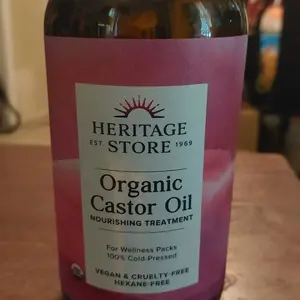 HERITAGE
EST. 1969
STORE
Organic
Castor Oil
NOURISHING TREATMENT
For Wellness Packs
100% Cold-Pressed
VEGAN & CRUELTY-FREE
HEXANE-FREE